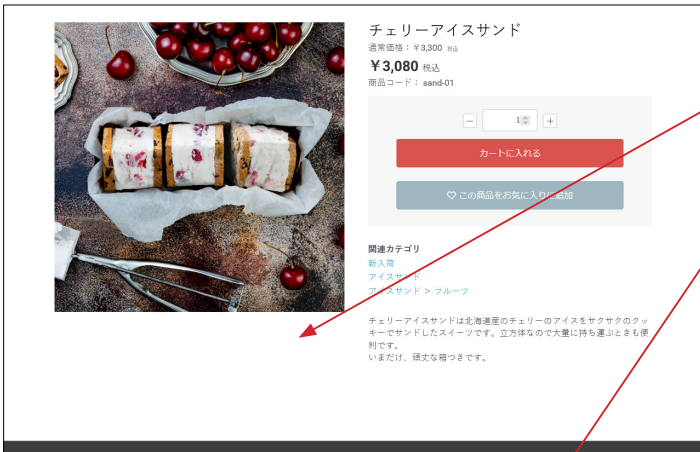 チェリーアイスサンド
通常価格：￥3,300 税込
￥3,080 税込
商品コード： sand-01
1
カートに入れる
この商品をお気に入りに追加
関連カテゴリ
新入荷
アイスサンド
アイスサンド > フルーツ
チェリーアイスサンドは北海道産のチェリーのアイスをサクサクのクッ
キーでサンドしたスイーツです。立方体なので大量に持ち運ぶときも便
利です。
いまだけ、頑丈な箱つきです。